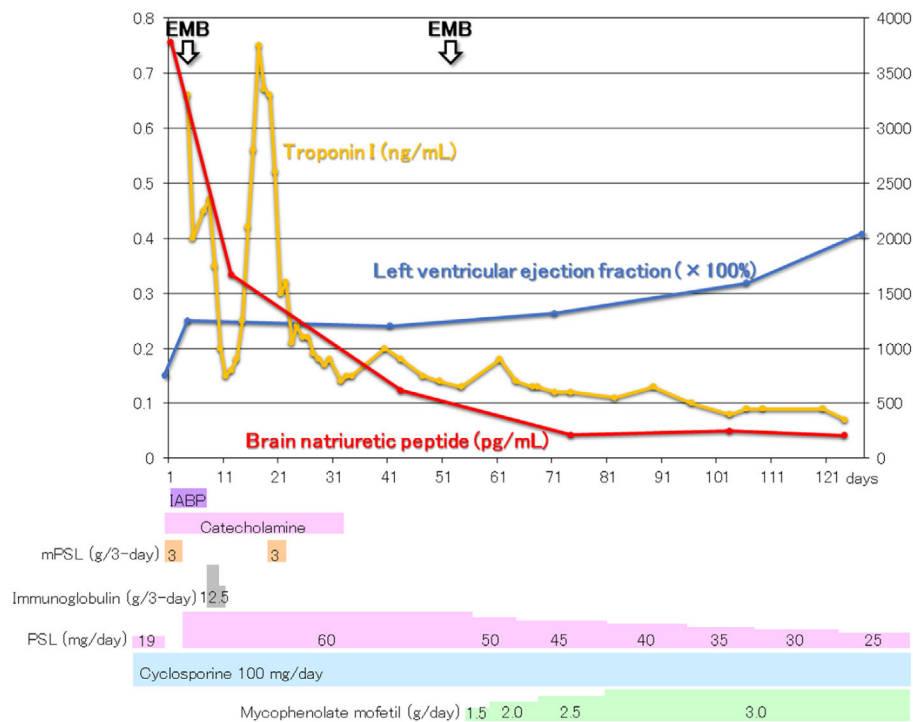 EMB EMB
0.8 4000
0.7 3500
0.6 3000
Troponin I (ng/mL)
0.5 2500
0.4 2000
Left ventricular ejection fraction (×100%)
0.3 1500
0.2 1000
0.1 500
Brain natriuretic peptide (pg/mL)
0 0
1 11 21 31 41 51 61 71 81 91 101 111 121 days
IABP
Catecholamine
mPSL (g/3-day) 3 3
Immunoglobulin (g/3-day) 12.5
PSL (mg/day) 19 60 50 45 40 35 30 25
Cyclosporine 100 mg/day
Mycophenolate mofetil (g/day) 1.5 2.0 2.5 3.0